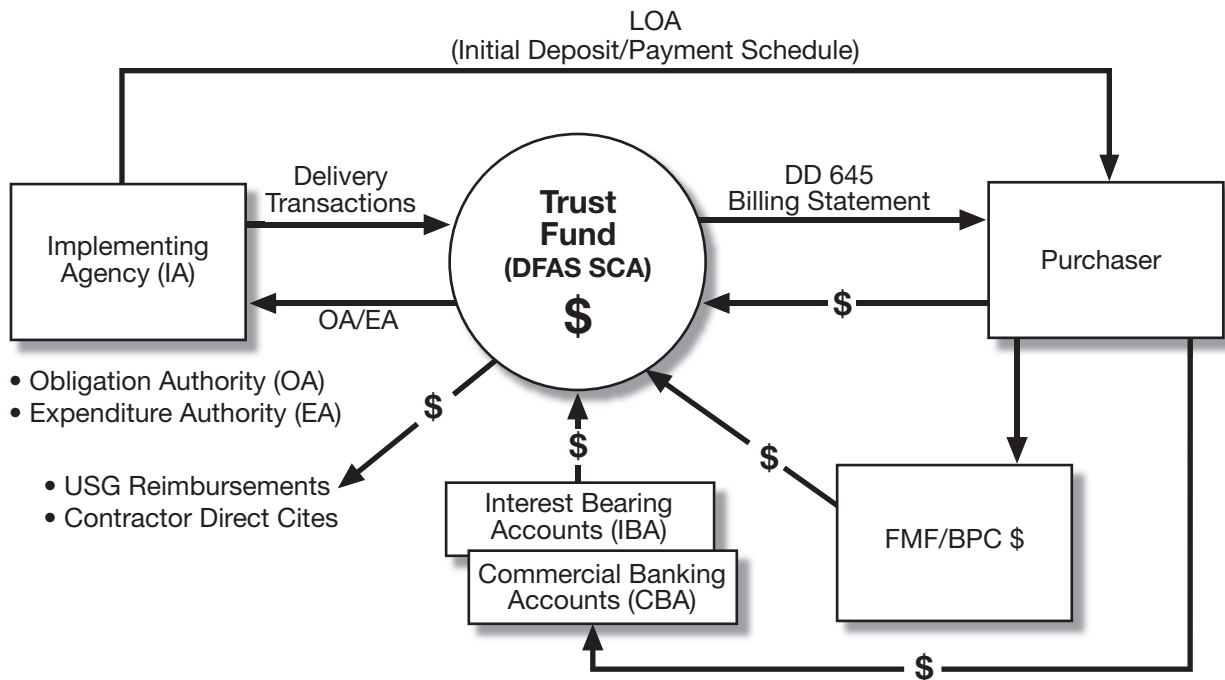 LOA
(Initial Deposit/Payment Schedule)
Delivery
Transactions
DD 645
Billing Statement
Implementing
Agency (IA)
Trust
Fund
(DFAS SCA)
$
Purchaser
OA/EA
$
• Obligation Authority (OA)
• Expenditure Authority (EA)
$
• USG Reimbursements
• Contractor Direct Cites
$
Interest Bearing
Accounts (IBA)
Commercial Banking
Accounts (CBA)
$
FMF/BPC $
$